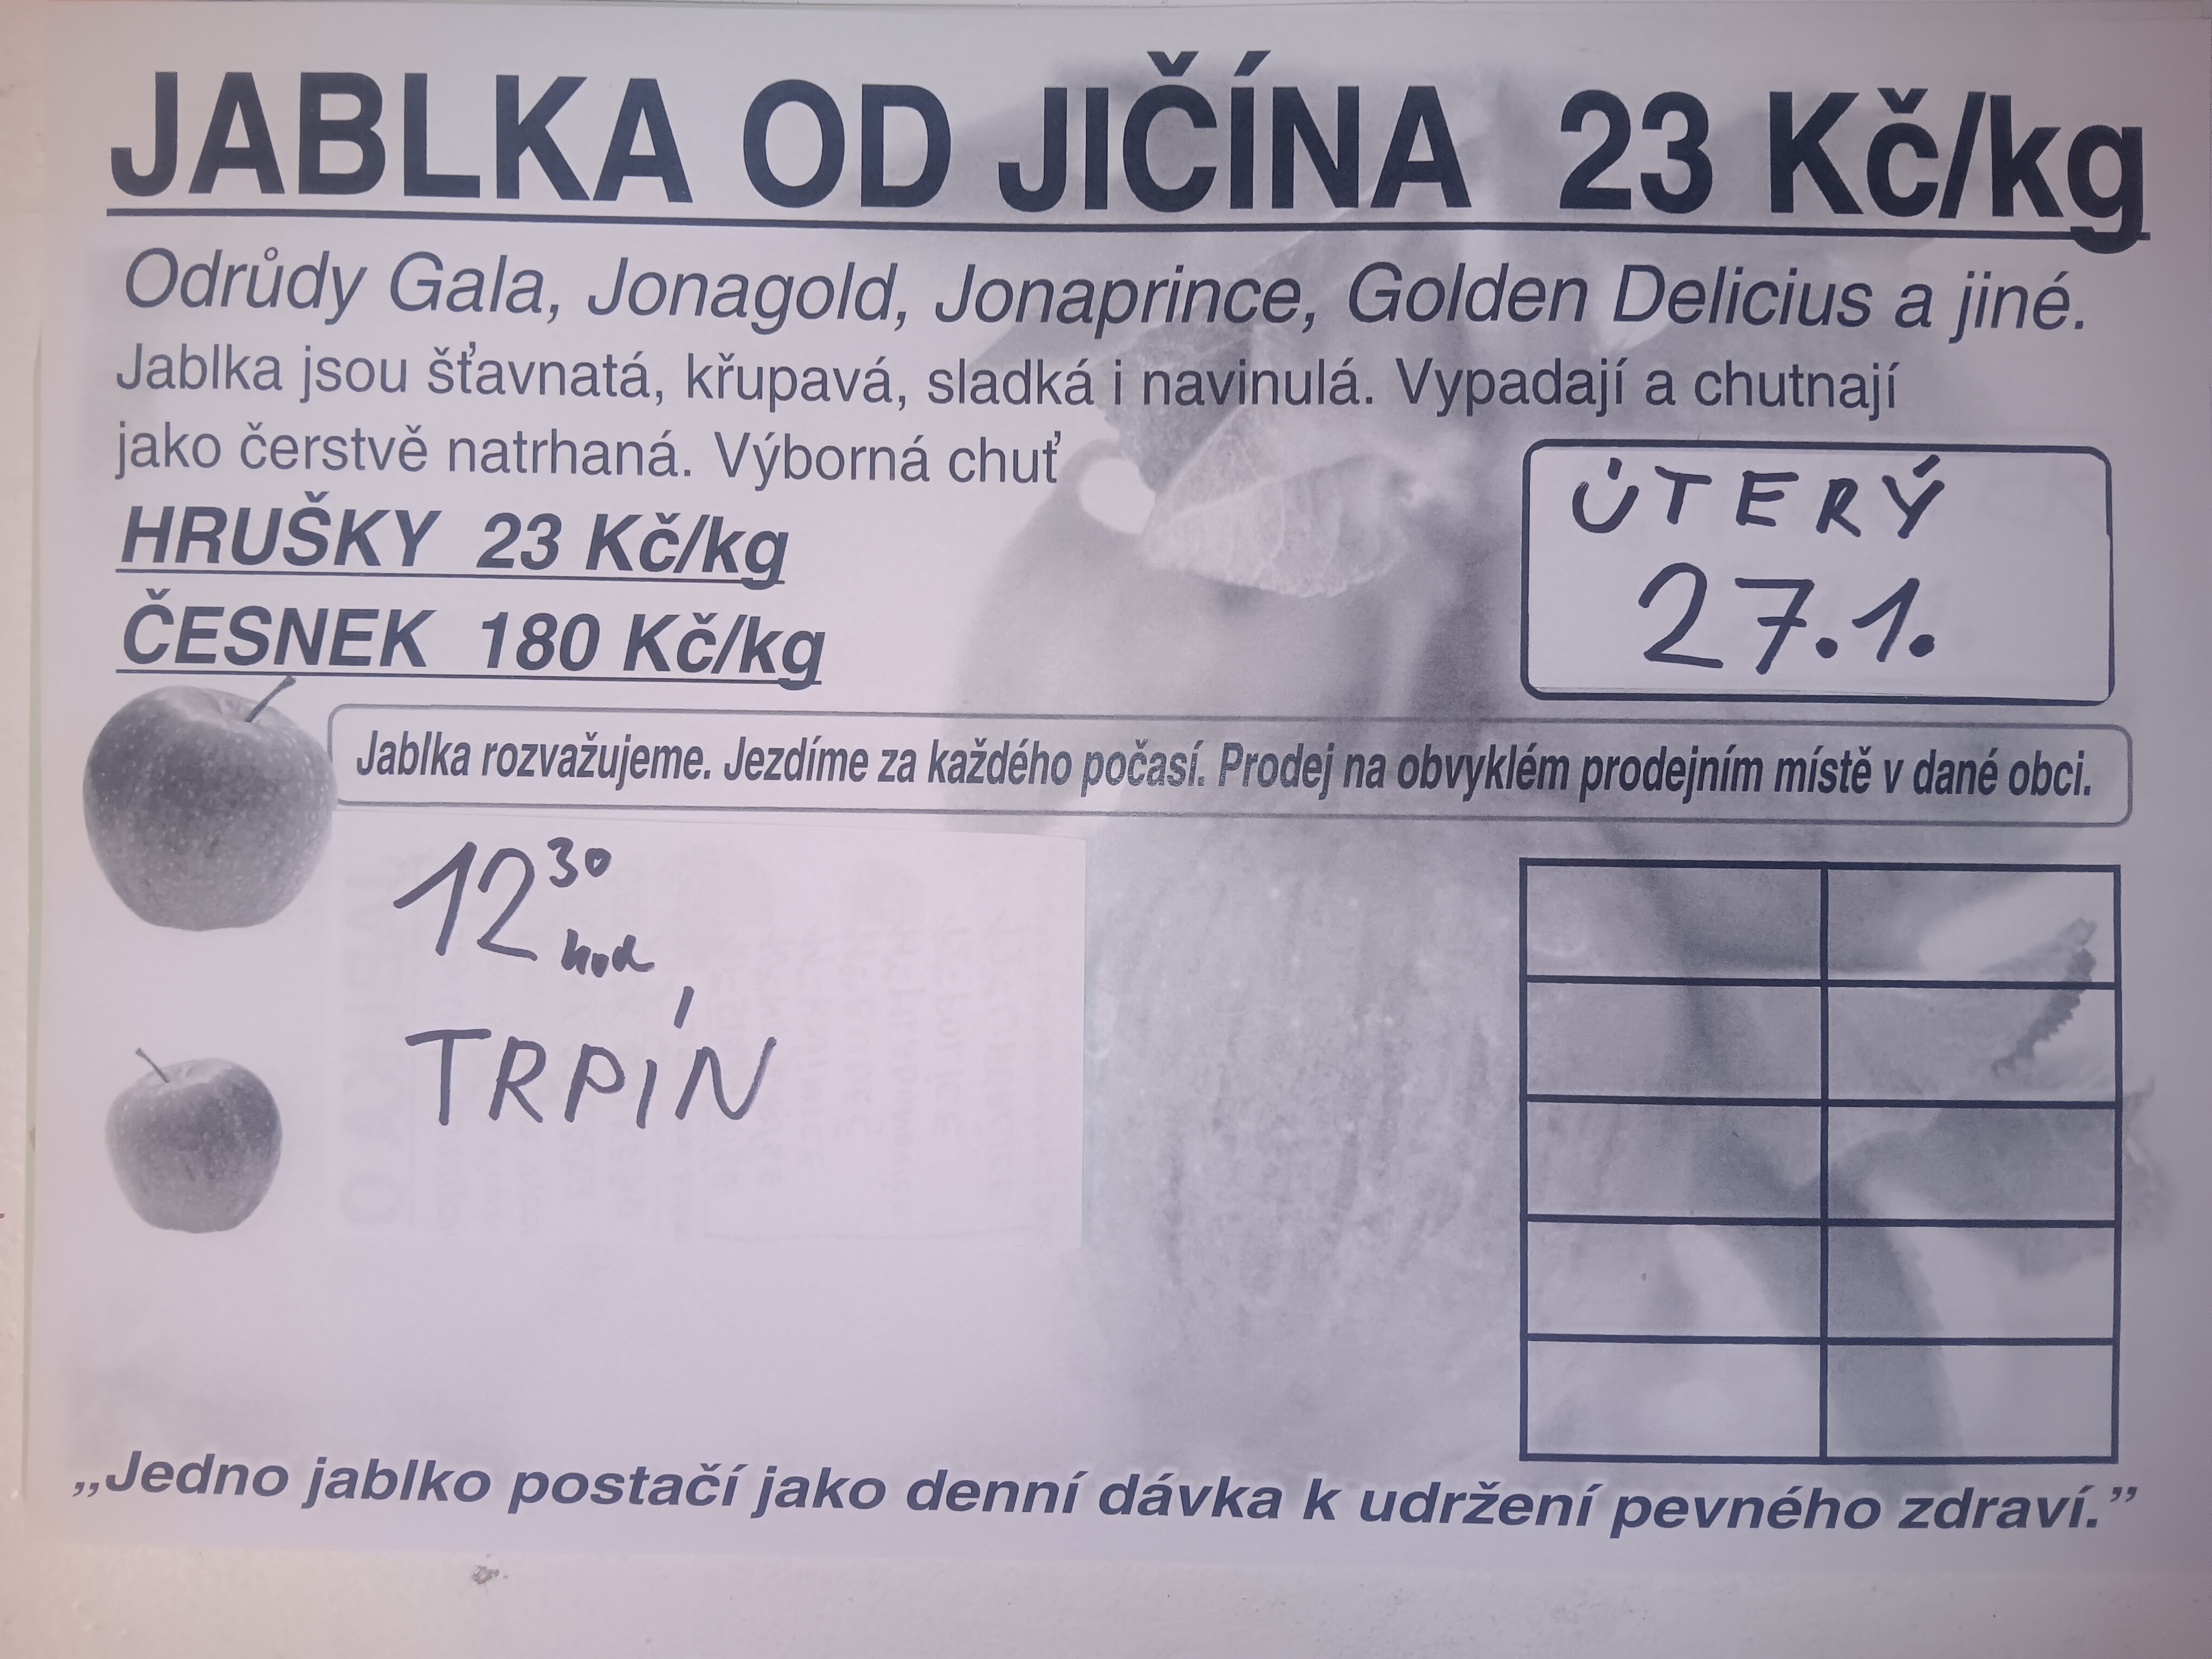 JABLKA OD JIČÍNA 23 Kč/kg
Odrůdy Gala, Jonagold, Jonaprince, Golden Delicius a jiné.
Jablka jsou šťavnatá, křupavá, sladká i navinulá. Vypadají a chutnají
jako čerstvě natrhaná. Výborná chuť
HRUŠKY 23 Kč/kg
ČESNEK 180 Kč/kg
ÚTERÝ
27.1.
Jablka rozvažujeme. Jezdíme za každého počasí. Prodej na obvyklém prodejním místě v dané obci.
12³⁰ hod
TRPÍN
„Jedno jablko postačí jako denní dávka k udržení pevného zdraví.”